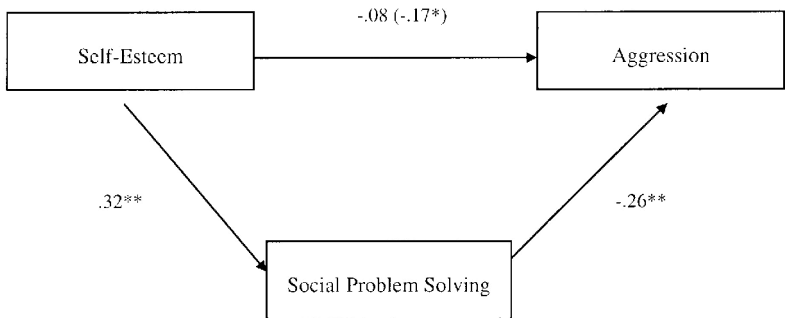 -.08 (-.17*)
Self-Esteem
Aggression
.32**
-.26**
Social Problem Solving